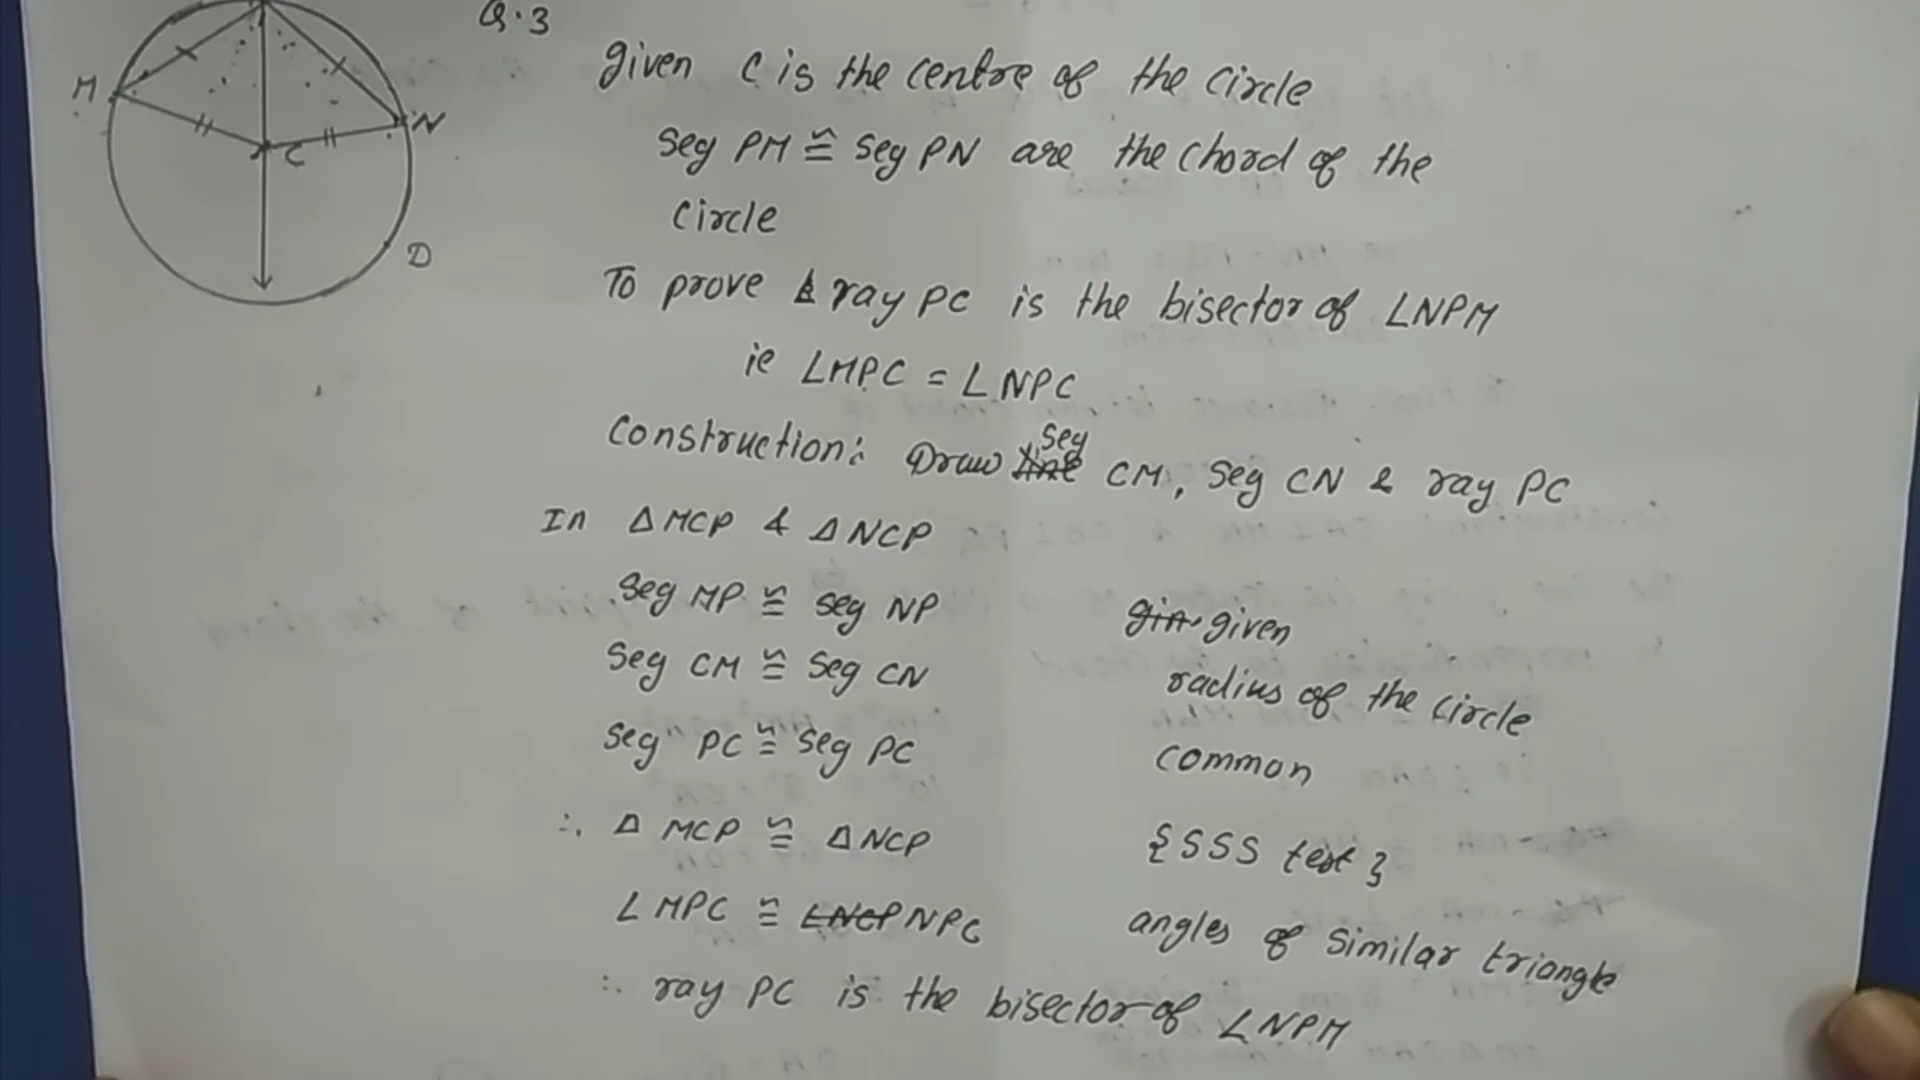 Q.3
given C is the centre of the circle
seg PM ≅ seg PN are the chord of the
circle
To prove ray PC is the bisector of ∠NPM
ie ∠MPC = ∠NPC
Construction: Draw seg CM, seg CN & ray PC
In ∆MCP & ∆NCP
seg MP ≅ seg NP given
seg CM ≅ seg CN radius of the circle
seg PC ≅ seg PC common
∴ ∆ MCP ≅ ∆NCP {SSS test}
∠MPC ≅ NPC angles of similar triangle
∴ ray PC is the bisector of ∠NPM
M
N
C
D